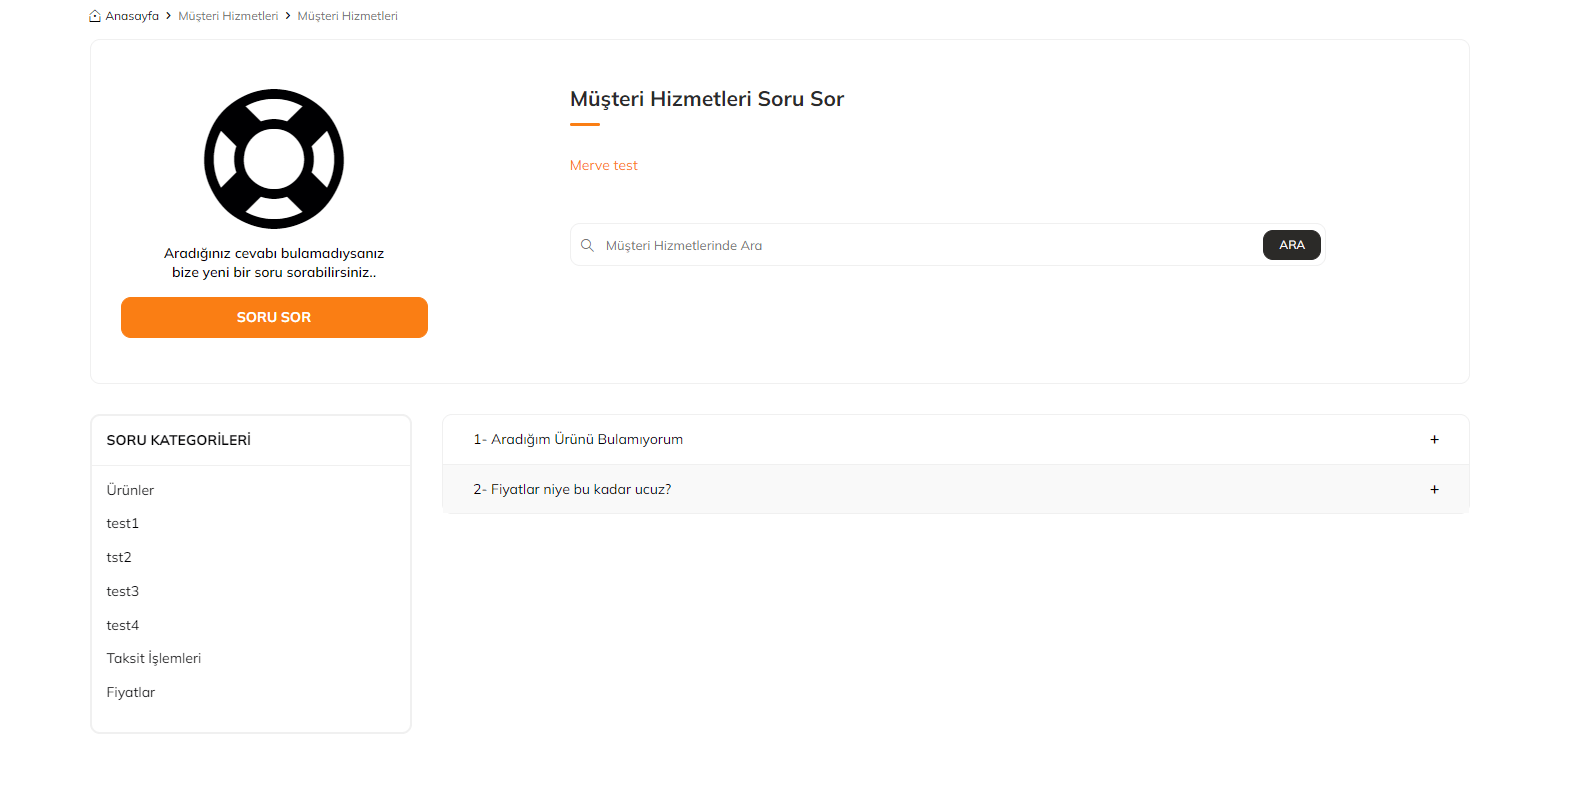 Anasayfa > Müşteri Hizmetleri > Müşteri Hizmetleri
Müşteri Hizmetleri Soru Sor
Merve test
Müşteri Hizmetlerinde Ara
ARA
Aradığınız cevabı bulamadıysanız
bize yeni bir soru sorabilirsiniz..
SORU SOR
SORU KATEGORİLERİ
Ürünler
test1
tst2
test3
test4
Taksit İşlemleri
Fiyatlar
1- Aradığım Ürünü Bulamıyorum +
2- Fiyatlar niye bu kadar ucuz? +